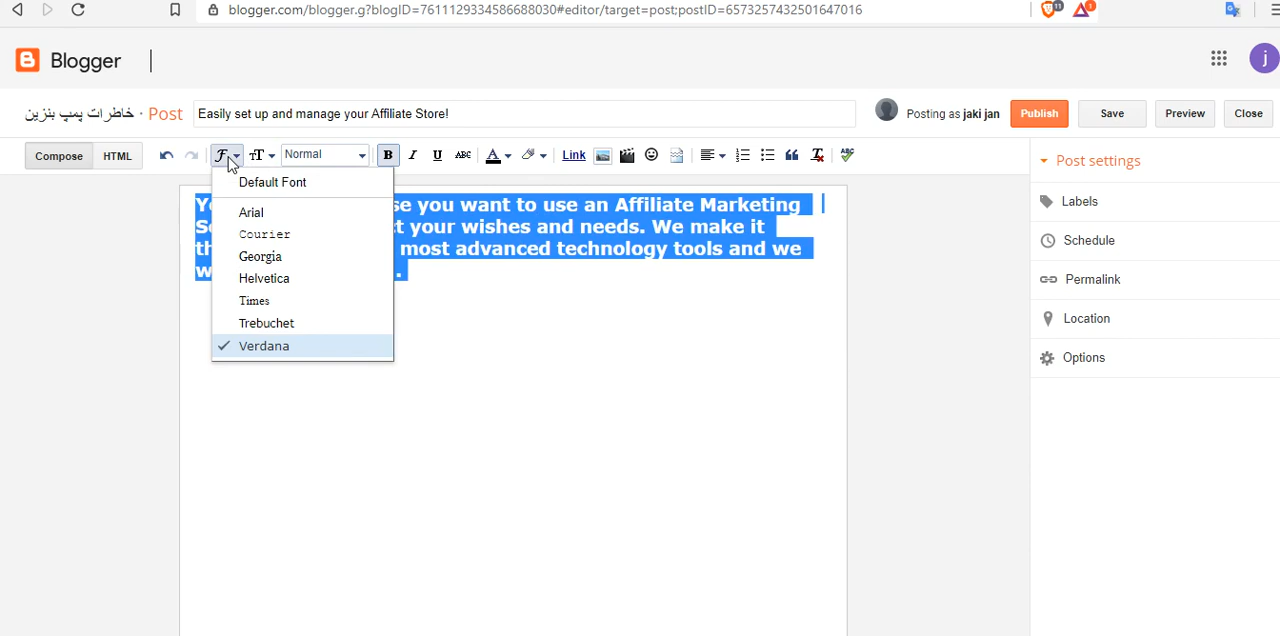 blogger.com/blogger.g?blogID=7611129334586688030#editor/target=post;postID=6573257432501647016
11
1
Blogger
j
خاطرات پمپ بنزین · Post
Easily set up and manage your Affiliate Store!
Posting as jaki jan
Publish
Save
Preview
Close
Compose
HTML
Normal
B I U ABC A
Link
Post settings
Default Font
Arial
Courier
Georgia
Helvetica
Times
Trebuchet
Verdana
se you want to use an Affiliate Marketing
t your wishes and needs. We make it
most advanced technology tools and we
.
Labels
Schedule
Permalink
Location
Options